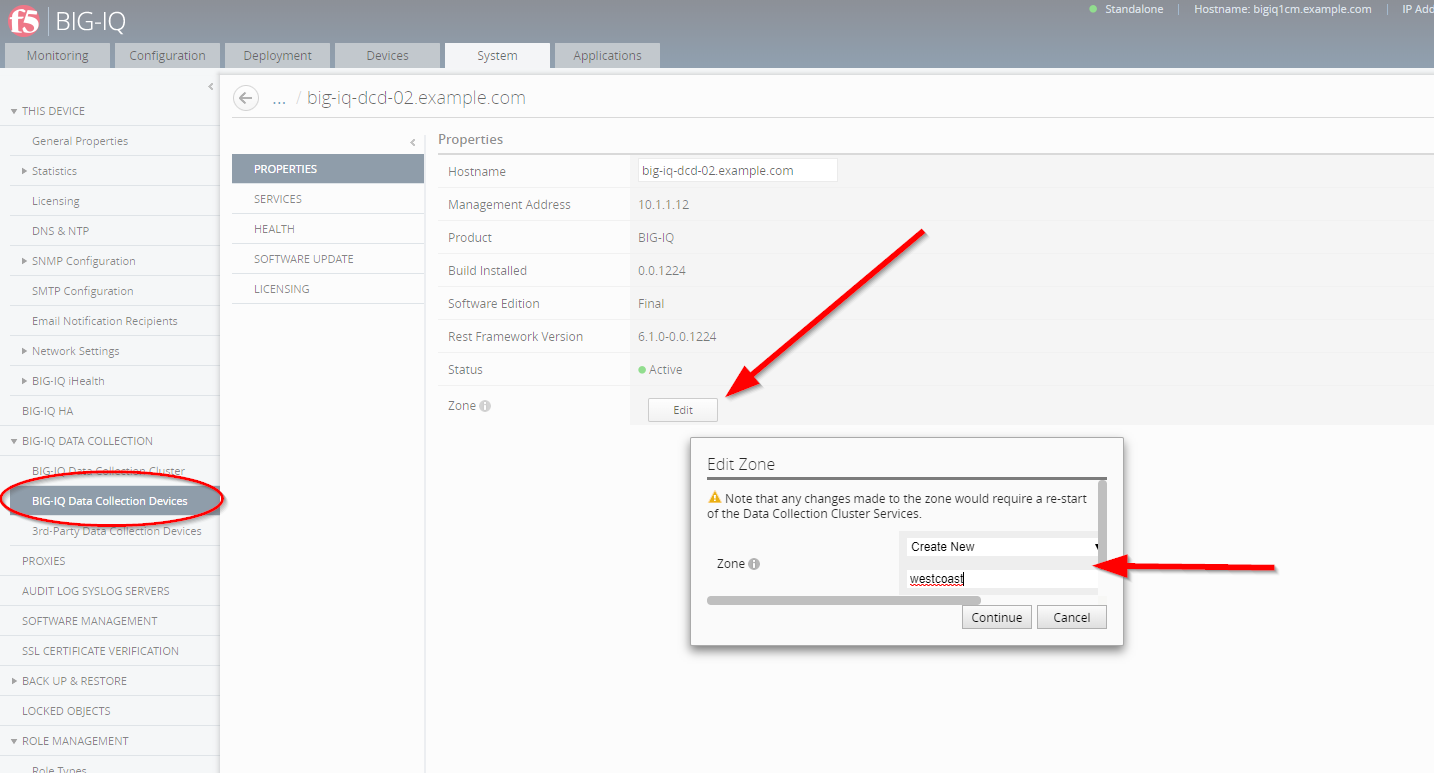 f5 BIG-IQ
Standalone
Hostname: bigiq1cm.example.com
IP Add
Monitoring
Configuration
Deployment
Devices
System
Applications
THIS DEVICE
General Properties
Statistics
Licensing
DNS & NTP
SNMP Configuration
SMTP Configuration
Email Notification Recipients
Network Settings
BIG-IQ iHealth
BIG-IQ HA
BIG-IQ DATA COLLECTION
BIG-IQ Data Collection Cluster
BIG-IQ Data Collection Devices
3rd-Party Data Collection Devices
PROXIES
AUDIT LOG SYSLOG SERVERS
SOFTWARE MANAGEMENT
SSL CERTIFICATE VERIFICATION
BACK UP & RESTORE
LOCKED OBJECTS
ROLE MANAGEMENT
Role Types
... / big-iq-dcd-02.example.com
PROPERTIES
SERVICES
HEALTH
SOFTWARE UPDATE
LICENSING
Properties
Hostname big-iq-dcd-02.example.com
Management Address 10.1.1.12
Product BIG-IQ
Build Installed 0.0.1224
Software Edition Final
Rest Framework Version 6.1.0-0.0.1224
Status Active
Zone Edit
Edit Zone
Note that any changes made to the zone would require a re-start
of the Data Collection Cluster Services.
Create New
Zone
westcoast
Continue Cancel